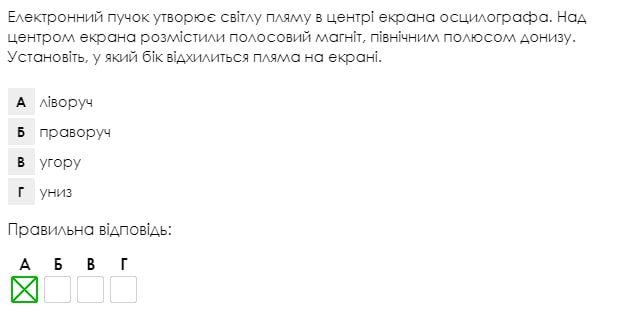 Електронний пучок утворює світлу пляму в центрі екрана осцилографа. Над
центром екрана розмістили полосовий магніт, північним полюсом донизу.
Установіть, у який бік відхилиться пляма на екрані.
А ліворуч
Б праворуч
В угору
Г униз
Правильна відповідь:
А Б В Г